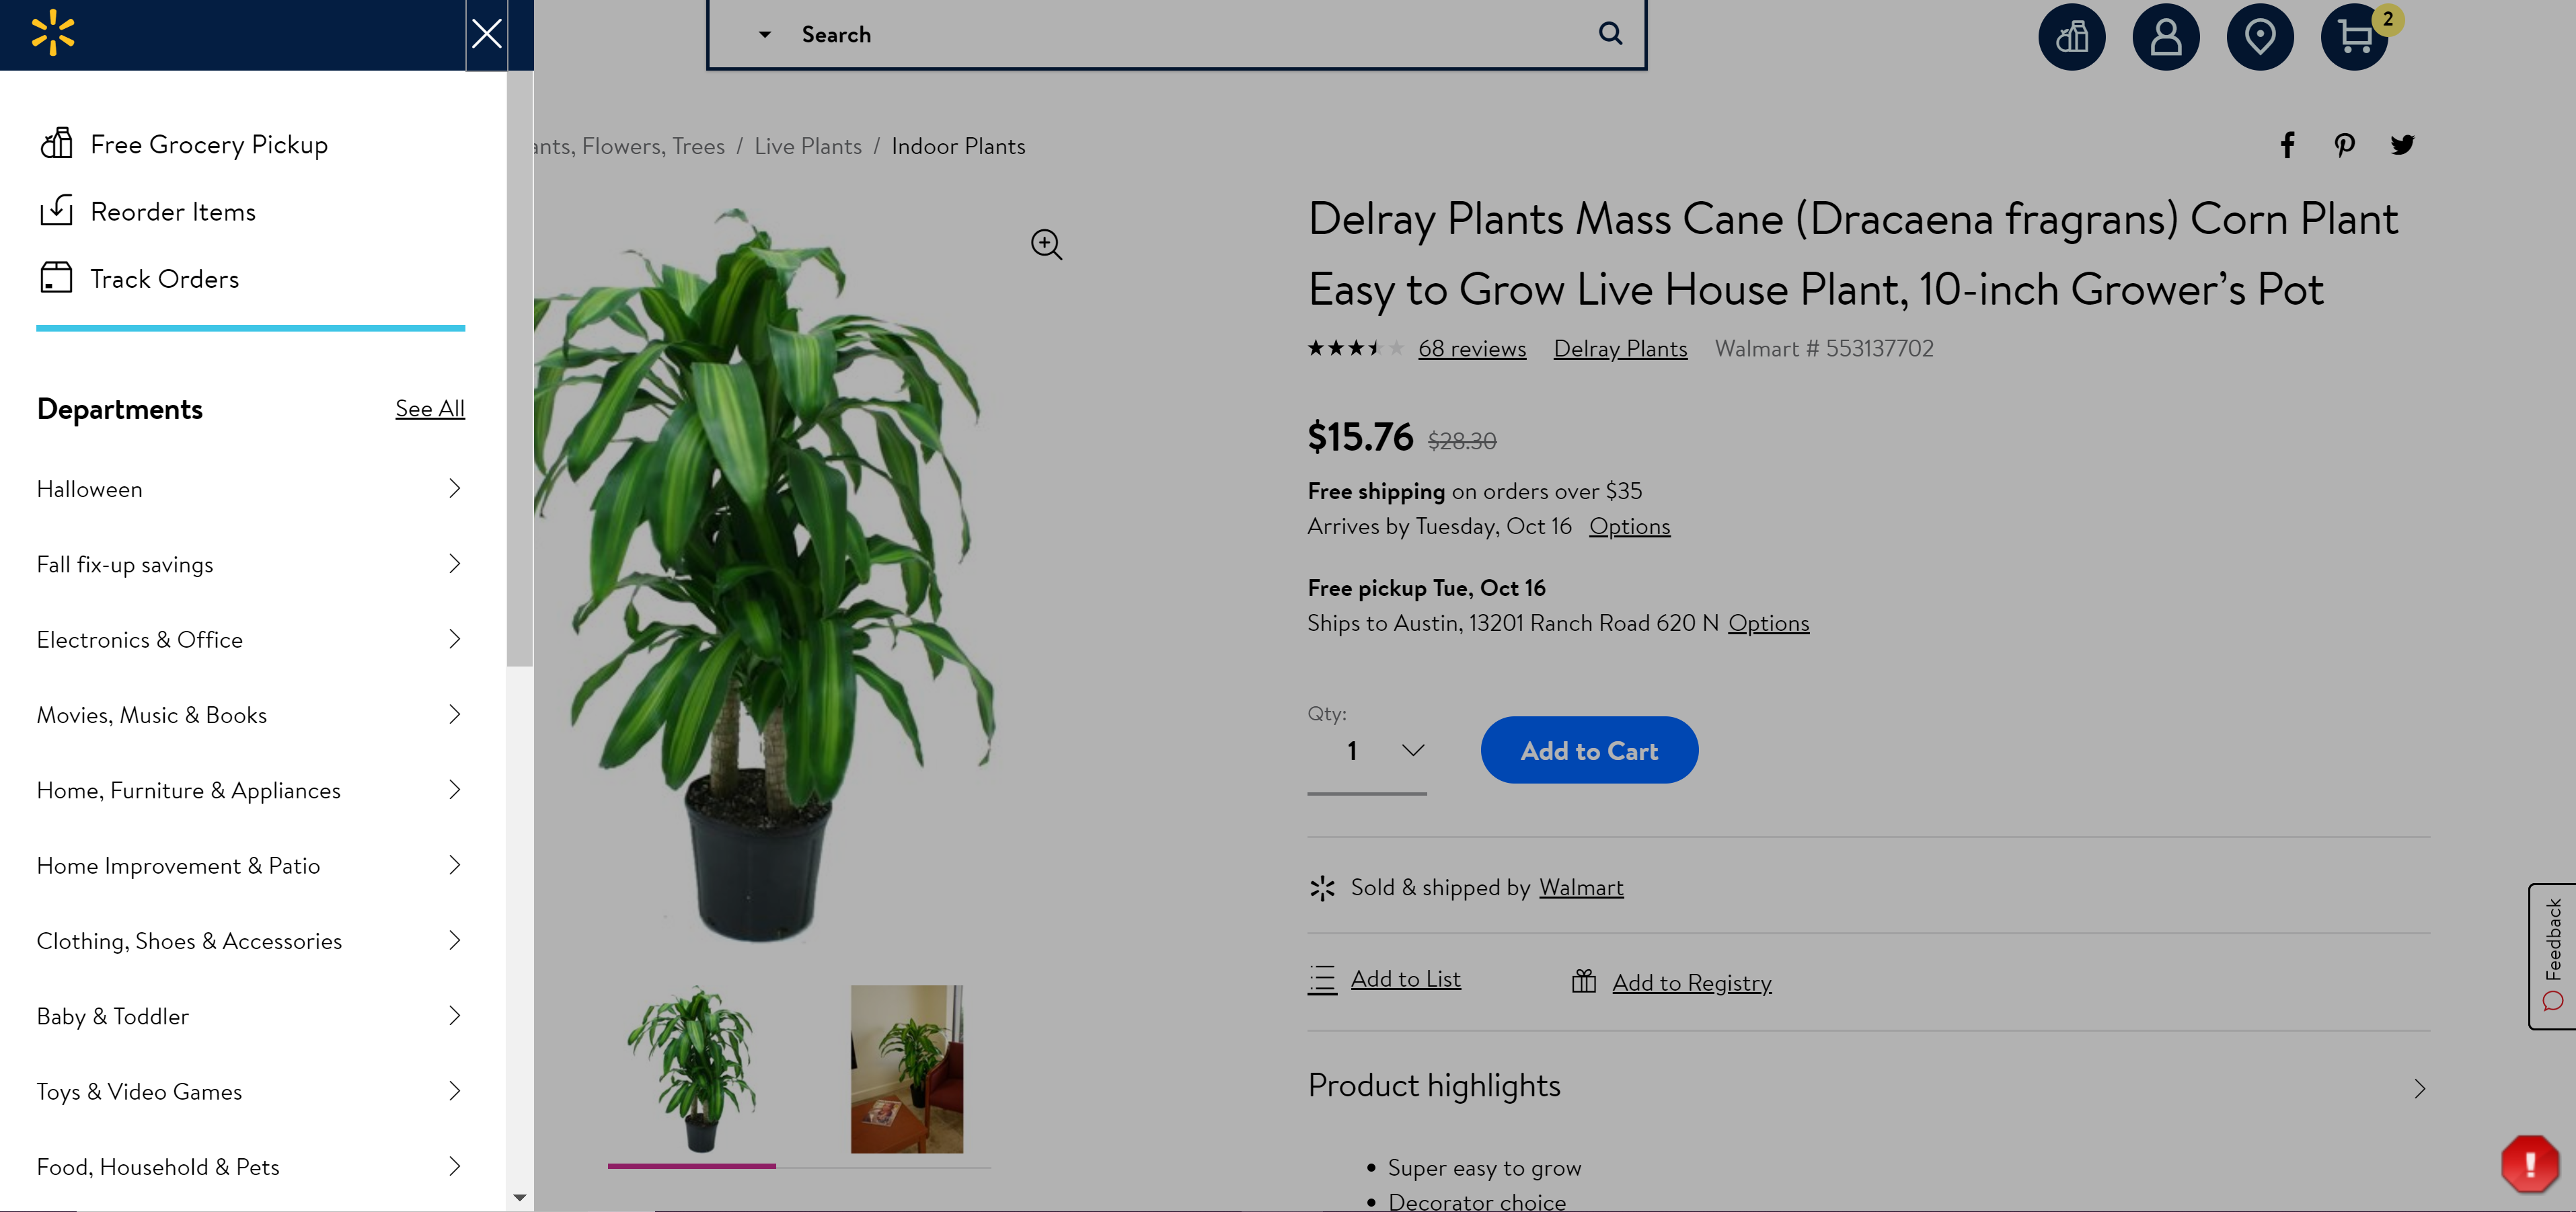 Search
2
Free Grocery Pickup
Reorder Items
Track Orders
Departments See All
Halloween
Fall fix-up savings
Electronics & Office
Movies, Music & Books
Home, Furniture & Appliances
Home Improvement & Patio
Clothing, Shoes & Accessories
Baby & Toddler
Toys & Video Games
Food, Household & Pets
ants, Flowers, Trees / Live Plants / Indoor Plants
Delray Plants Mass Cane (Dracaena fragrans) Corn Plant
Easy to Grow Live House Plant, 10-inch Grower’s Pot
68 reviews Delray Plants Walmart # 553137702
$15.76 $28.30
Free shipping on orders over $35
Arrives by Tuesday, Oct 16 Options
Free pickup Tue, Oct 16
Ships to Austin, 13201 Ranch Road 620 N Options
Qty:
1
Add to Cart
Sold & shipped by Walmart
Add to List
Add to Registry
Product highlights
• Super easy to grow
• Decorator choice
Feedback